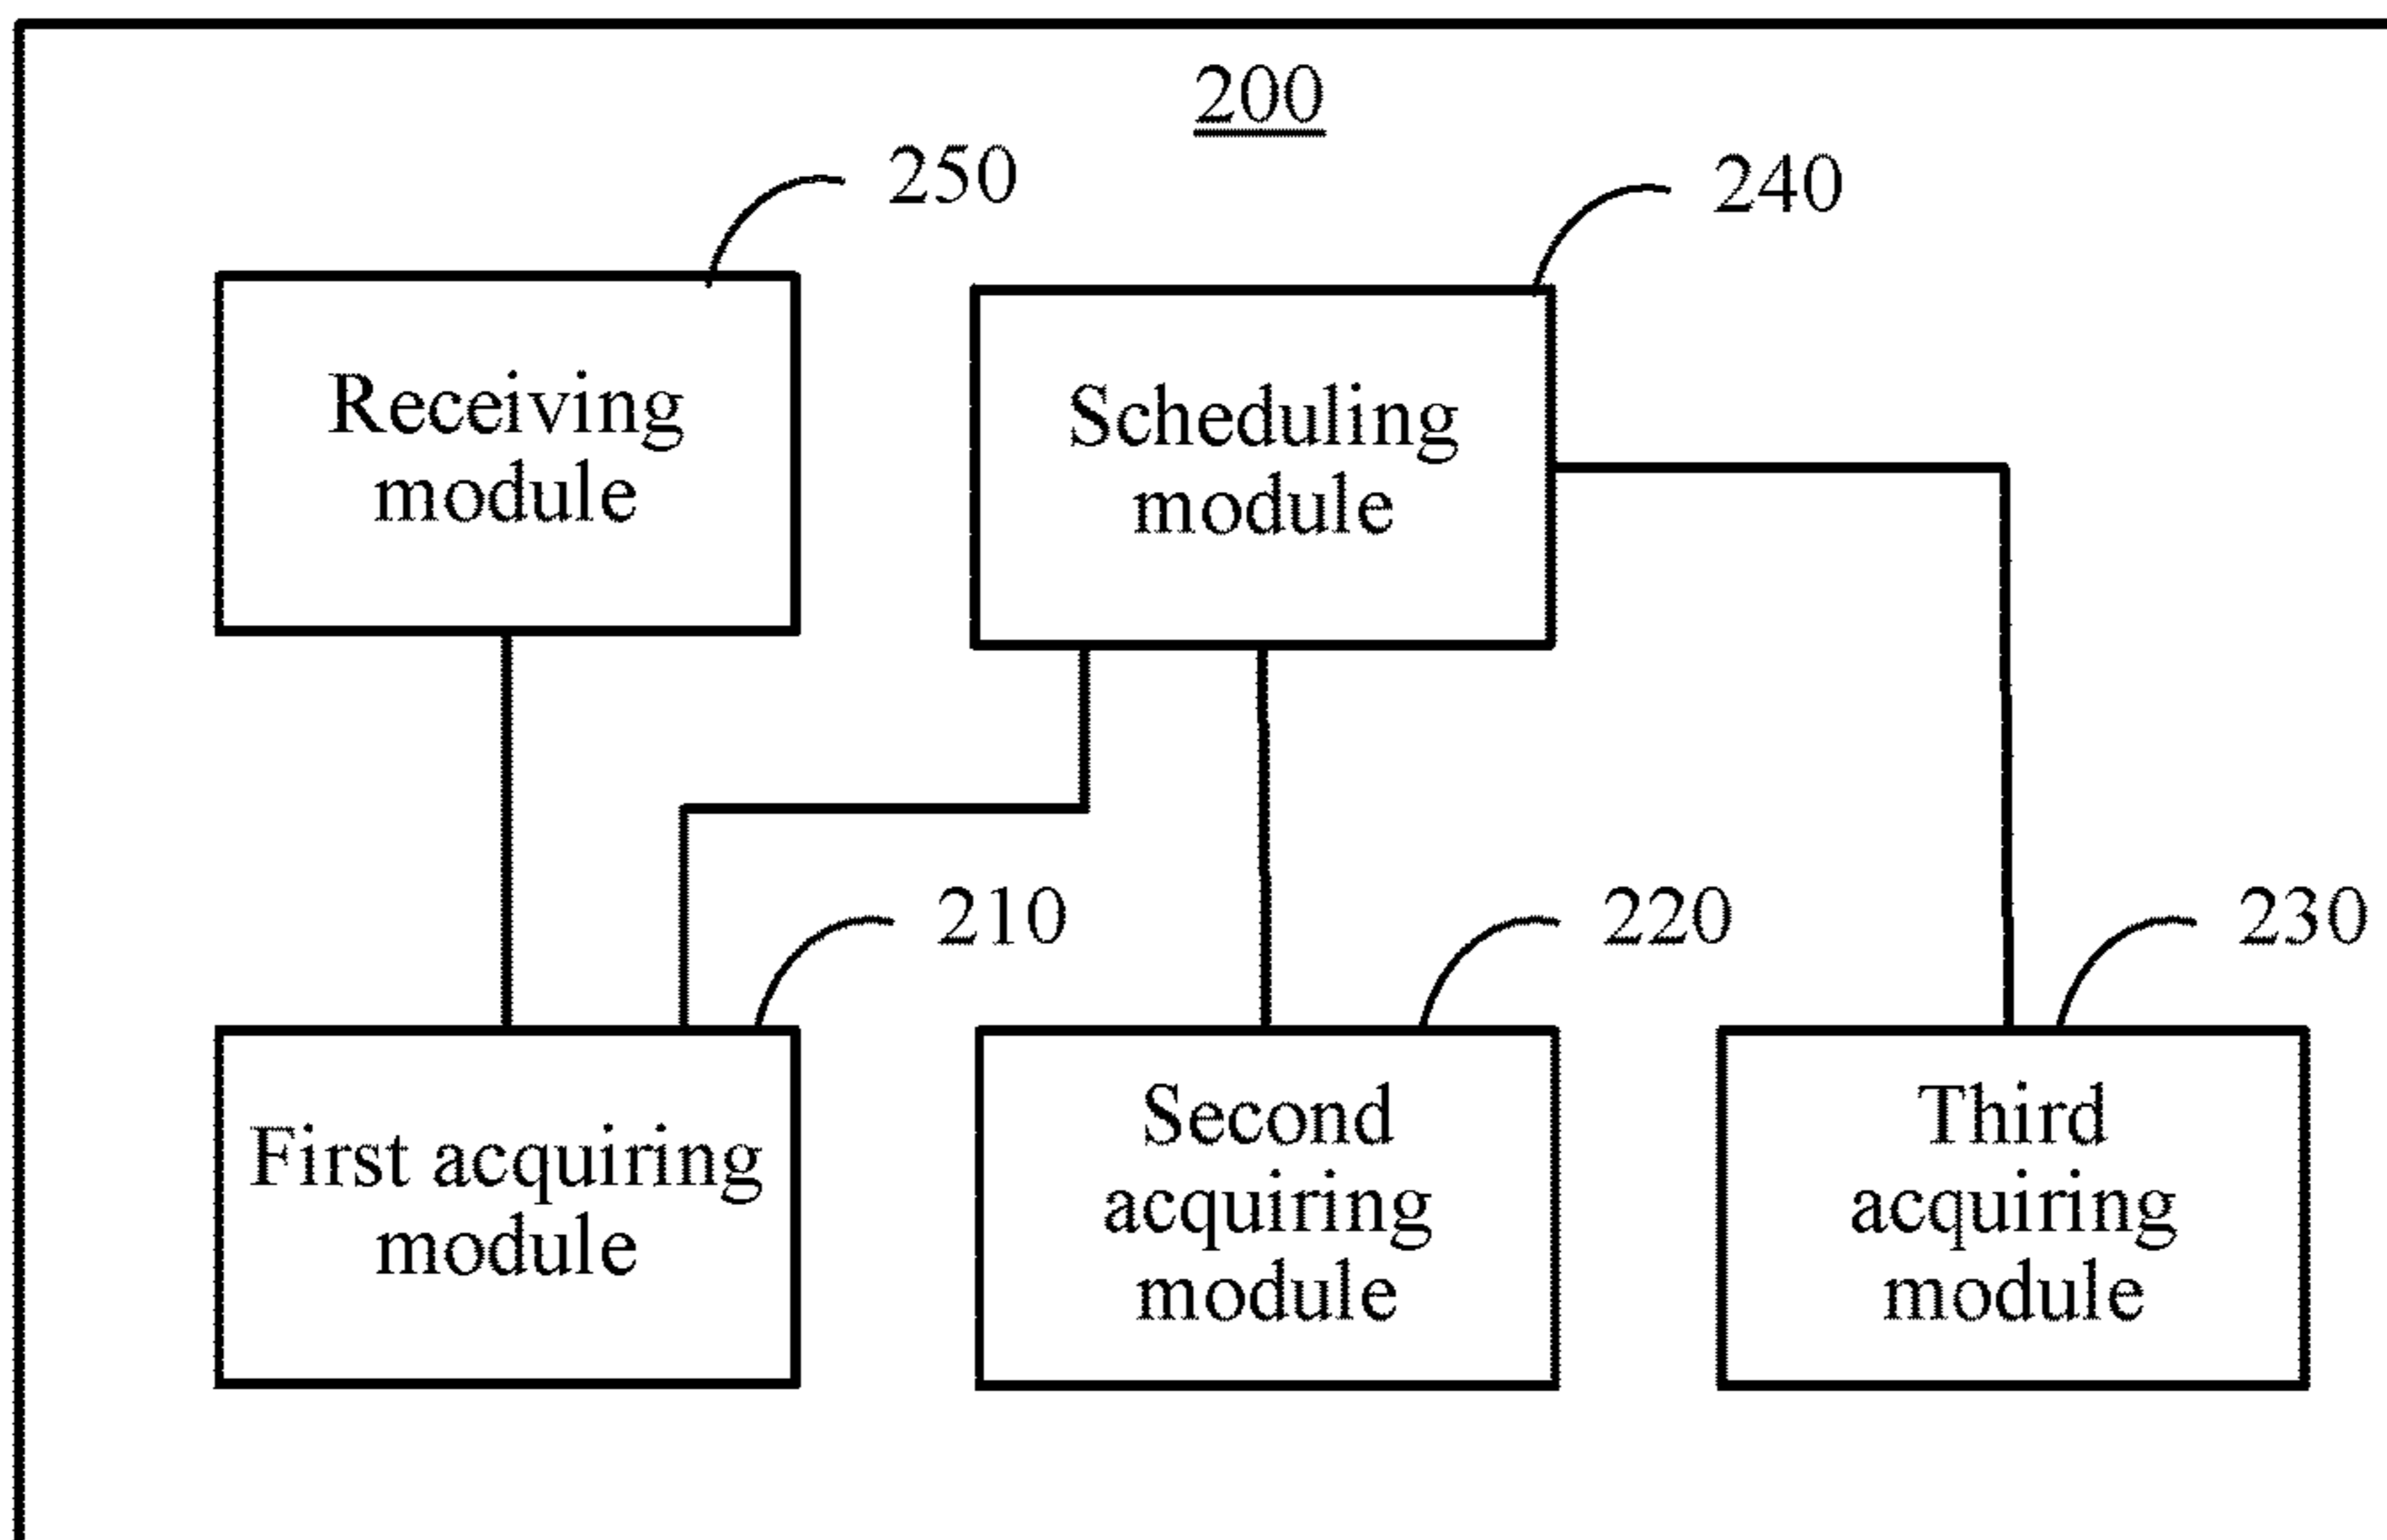 200
250
240
Receiving
module
Scheduling
module
210
220
230
First acquiring
module
Second
acquiring
module
Third
acquiring
module